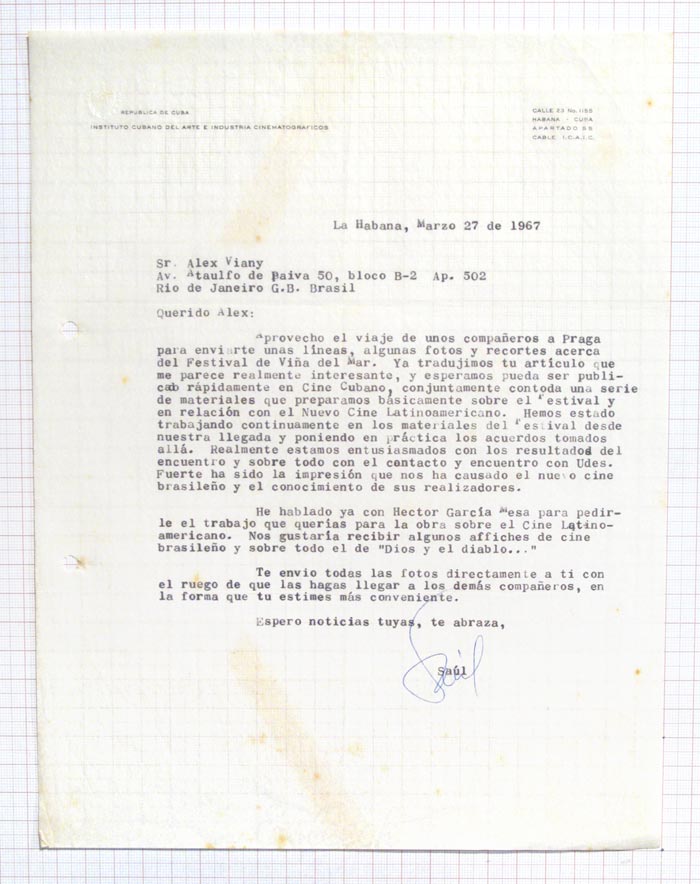 REPUBLICA DE CUBA
INSTITUTO CUBANO DEL ARTE E INDUSTRIA CINEMATOGRAFICOS
CALLE 23 No. 1155
HABANA - CUBA
APARTADO 55
CABLE I.C.A.I.C.
La Habana, Marzo 27 de 1967
Sr. Alex Viany
Av. Ataulfo de Paiva 50, bloco B-2 Ap. 502
Rio de Janeiro G.B. Brasil
Querido Alex:
Aprovecho el viaje de unos compañeros a Praga
para enviarte unas líneas, algunas fotos y recortes acerca
del Festival de Viña del Mar. Ya tradujimos tu artículo que
me parece realmente interesante, y esperamos pueda ser publi-
cab rápidamente en Cine Cubano, conjuntamente contoda una serie
de materiales que preparamos básicamente sobre el Festival y
en relación con el Nuevo Cine Latinoamericano. Hemos estado
trabajando continuamente en los materiales del Festival desde
nuestra llegada y poniendo en práctica los acuerdos tomados
allá. Realmente estamos entusiasmados con los resultados del
encuentro y sobre todo con el contacto y encuentro con Udes.
Fuerte ha sido la impresión que nos ha causado el nuevo cine
brasileño y el conocimiento de sus realizadores.
He hablado ya con Hector García Mesa para pedir-
le el trabajo que querías para la obra sobre el Cine Latino-
americano. Nos gustaría recibir algunos affiches de cine
brasileño y sobre todo el de "Dios y el diablo..."
Te envio todas las fotos directamente a ti con
el ruego de que las hagas llegar a los demás compañeros, en
la forma que tu estimes más conveniente.
Espero noticias tuyas, te abraza,
Saúl
Saúl